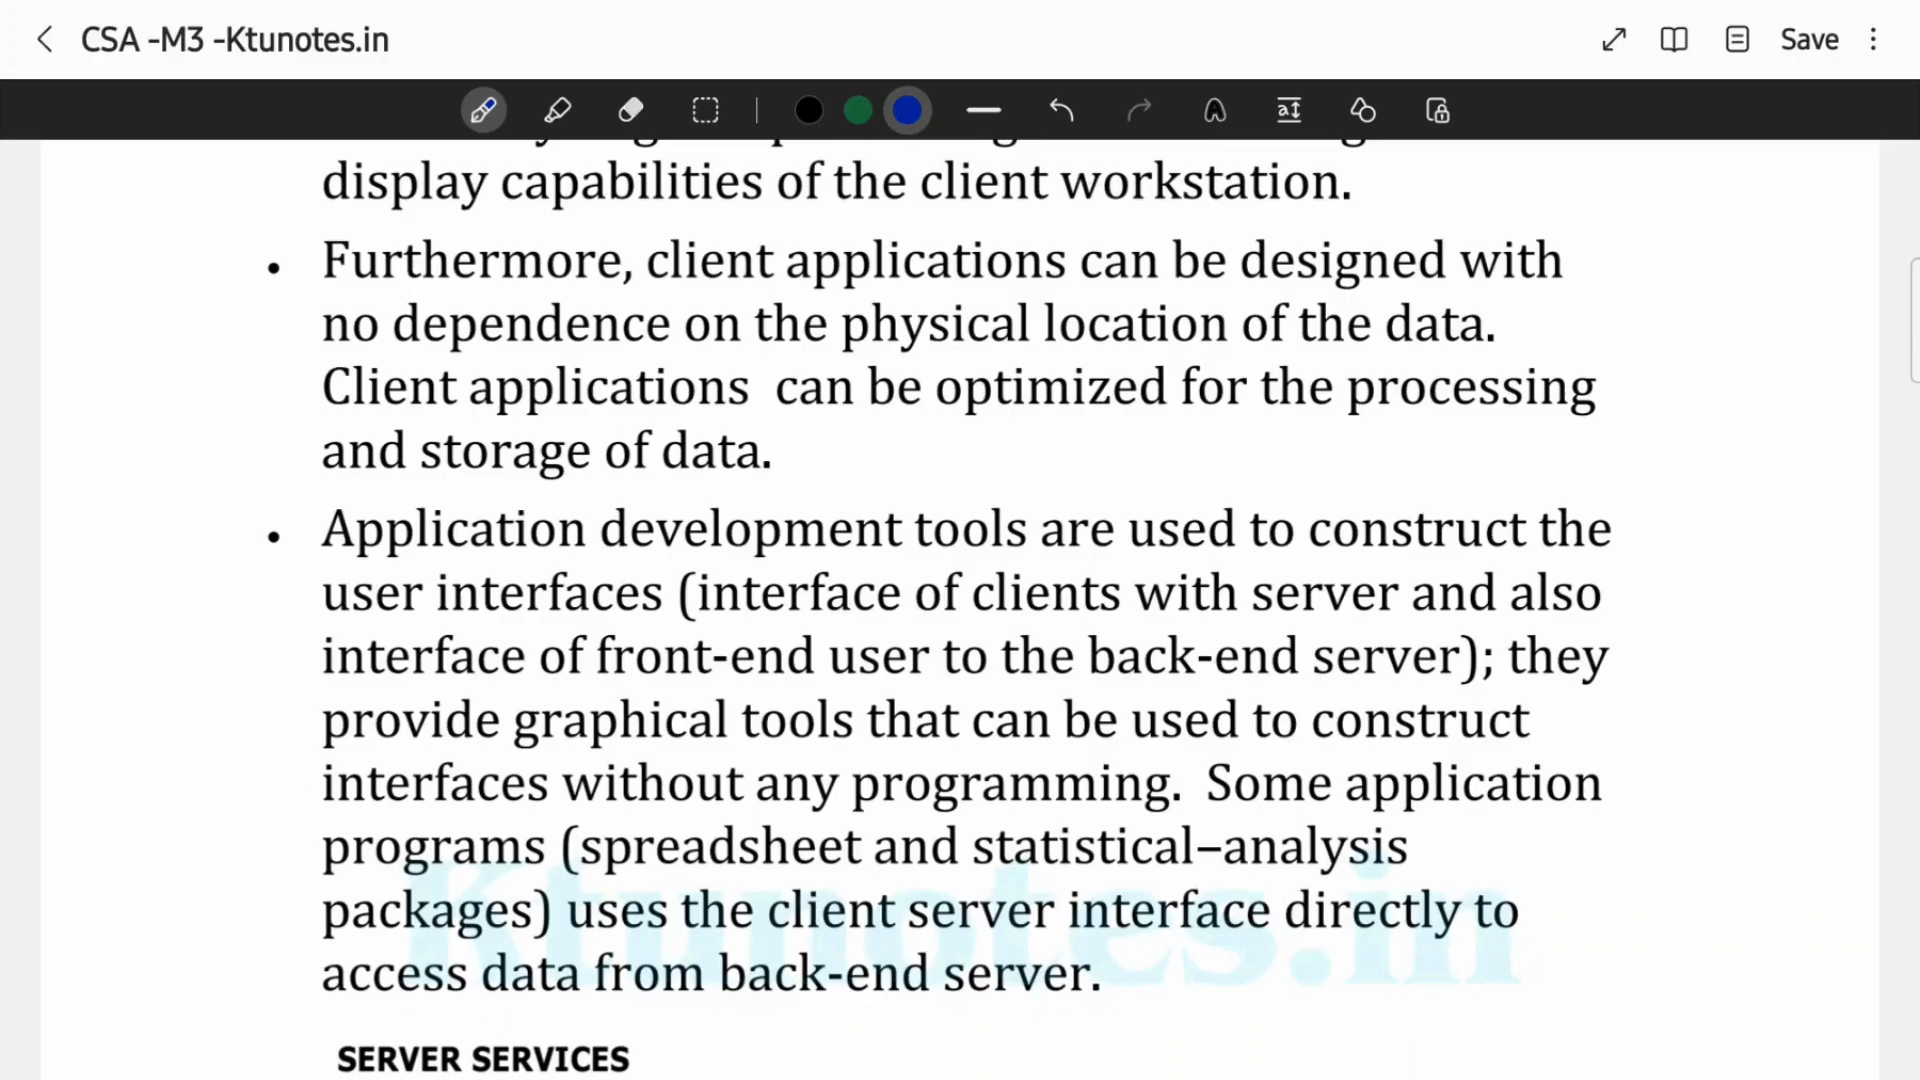 CSA -M3 -Ktunotes.in
Save
display capabilities of the client workstation.
• Furthermore, client applications can be designed with
no dependence on the physical location of the data.
Client applications can be optimized for the processing
and storage of data.
• Application development tools are used to construct the
user interfaces (interface of clients with server and also
interface of front-end user to the back-end server); they
provide graphical tools that can be used to construct
interfaces without any programming. Some application
programs (spreadsheet and statistical–analysis
packages) uses the client server interface directly to
access data from back-end server.
Ktunotes.in
SERVER SERVICES